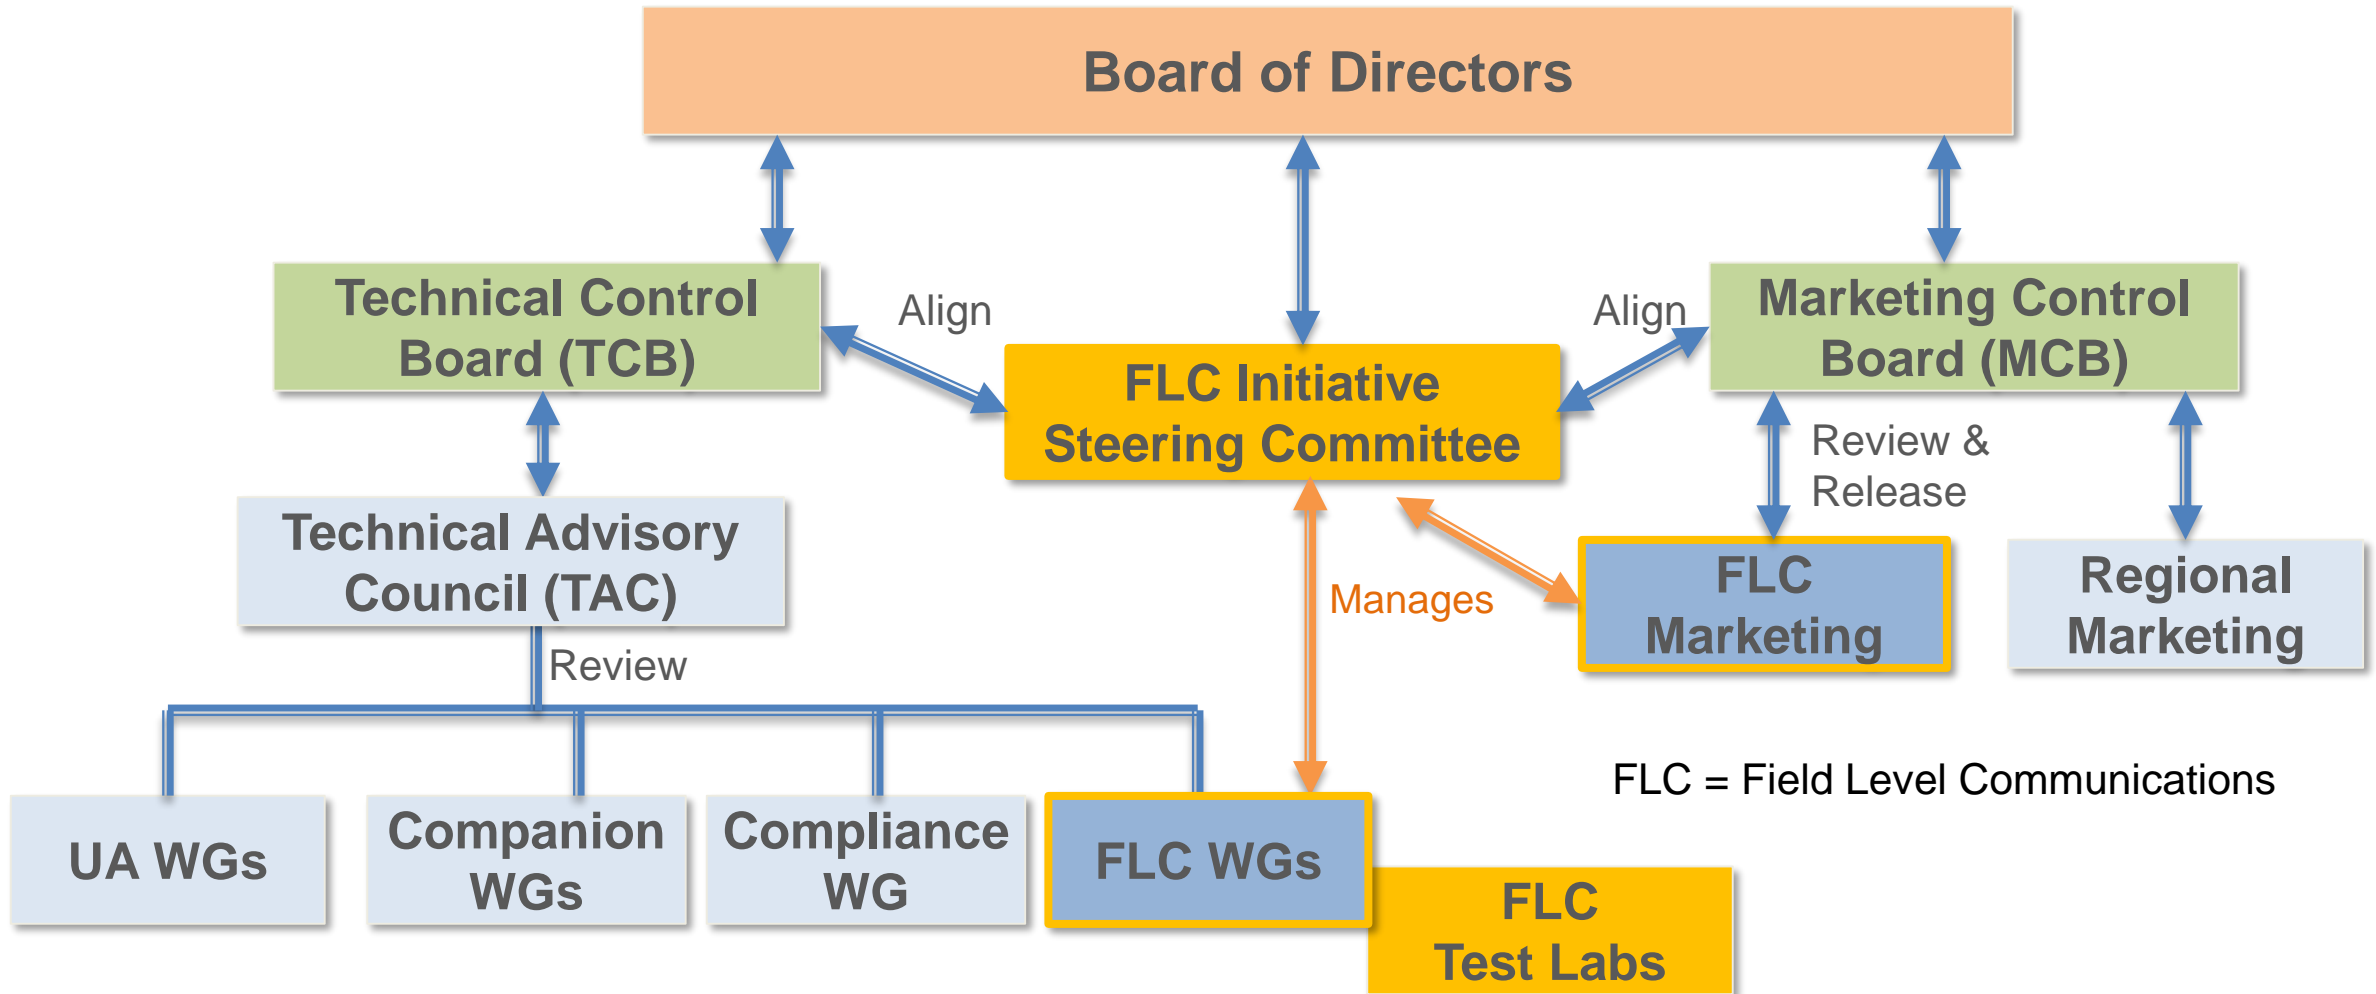 Board of Directors
Technical Control
Board (TCB)
Align
Align
Marketing Control
Board (MCB)
FLC Initiative
Steering Committee
Review &
Release
Technical Advisory
Council (TAC)
Manages
FLC
Marketing
Regional
Marketing
Review
FLC = Field Level Communications
UA WGs
Companion
WGs
Compliance
WG
FLC WGs
FLC
Test Labs